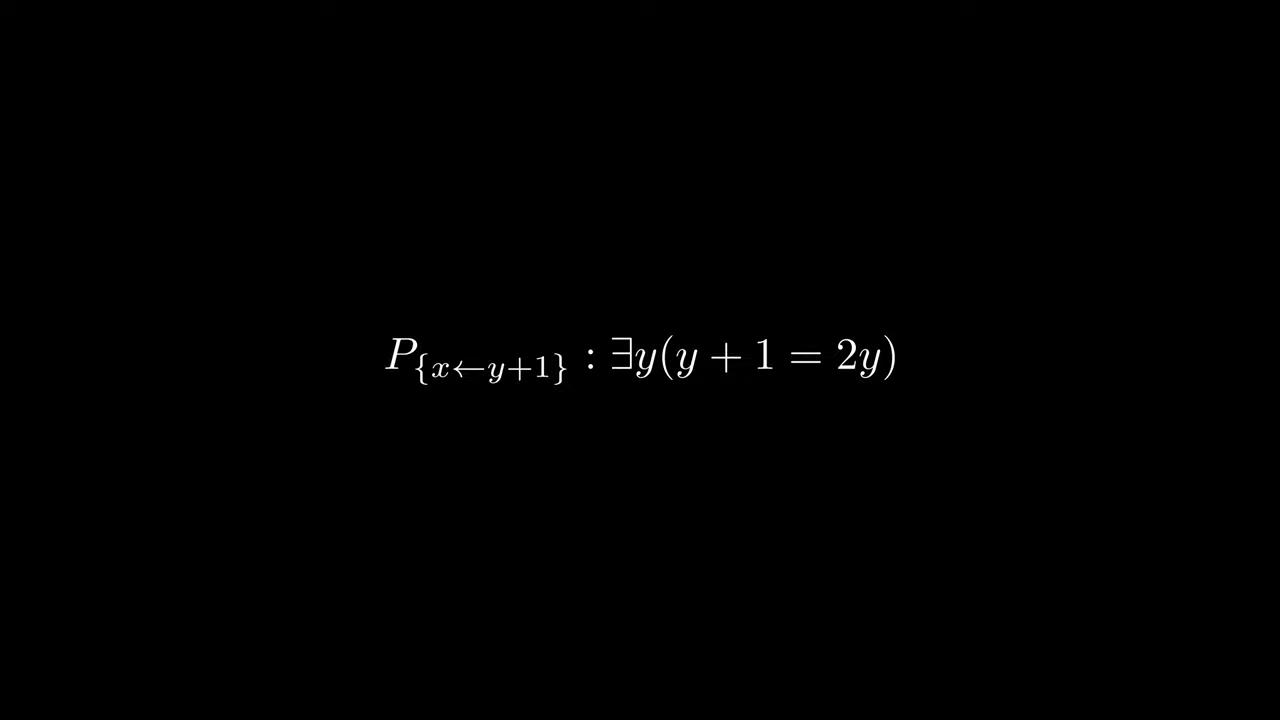 P_{x←y+1} : ∃y(y + 1 = 2y)